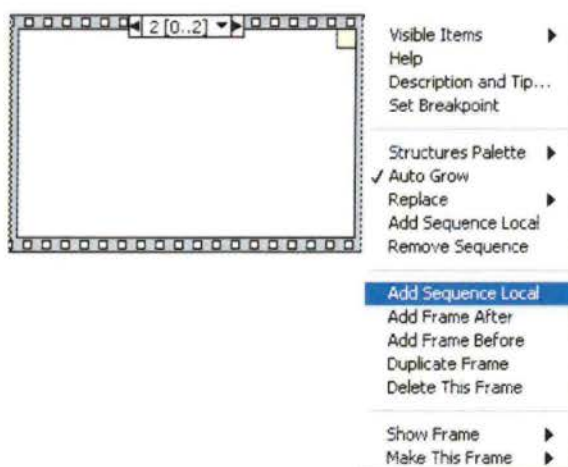 2 [0..2]
Visible Items
Help
Description and Tip...
Set Breakpoint
Structures Palette
Auto Grow
Replace
Add Sequence Local
Remove Sequence
Add Sequence Local
Add Frame After
Add Frame Before
Duplicate Frame
Delete This Frame
Show Frame
Make This Frame